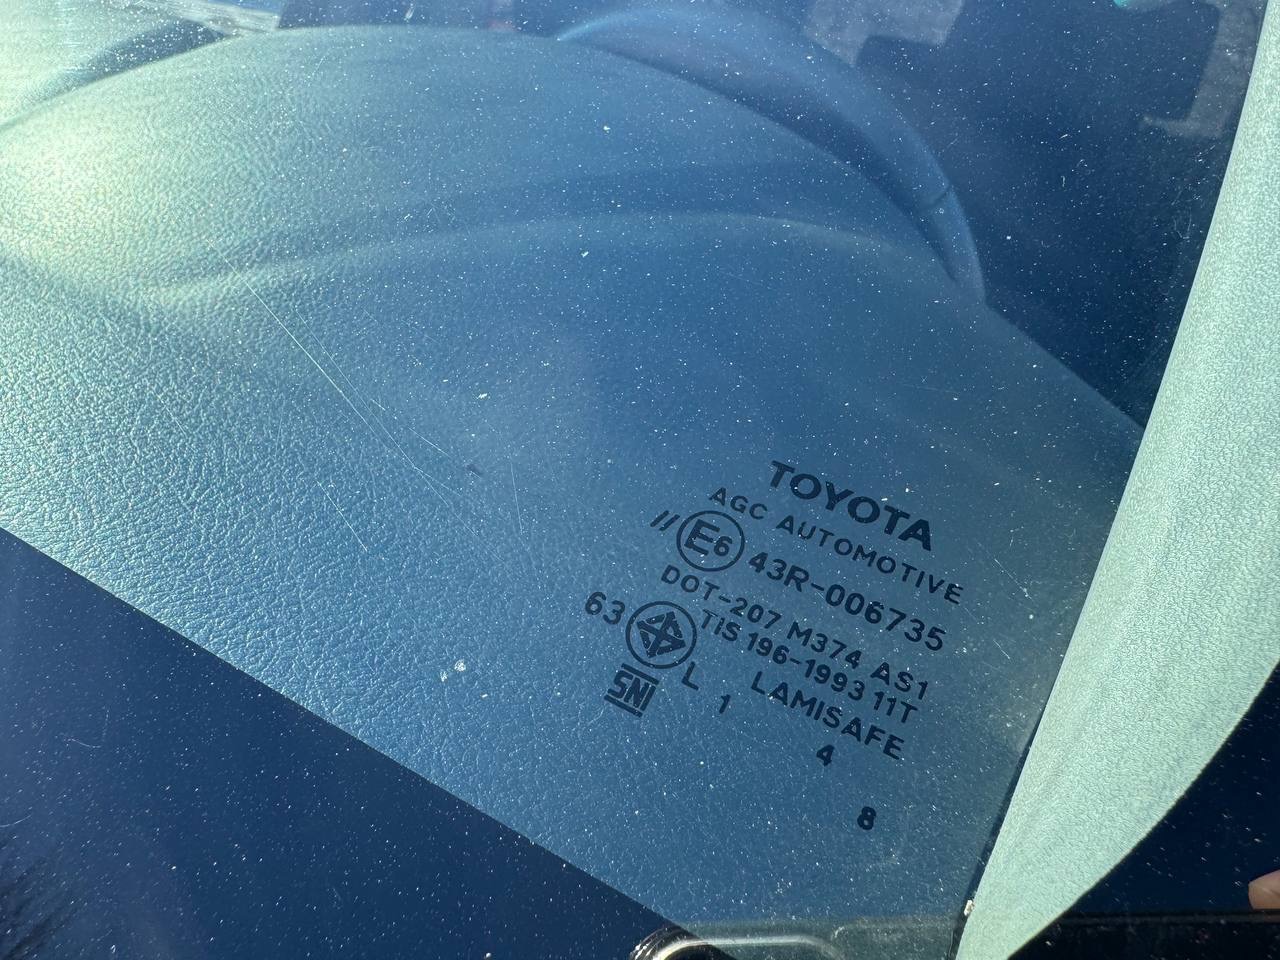 TOYOTA
AGC AUTOMOTIVE
// E6 43R-006735
DOT-207 M374 AS1
63 TiS 196-1993 11T
L LAMISAFE
SNI 1 4 8